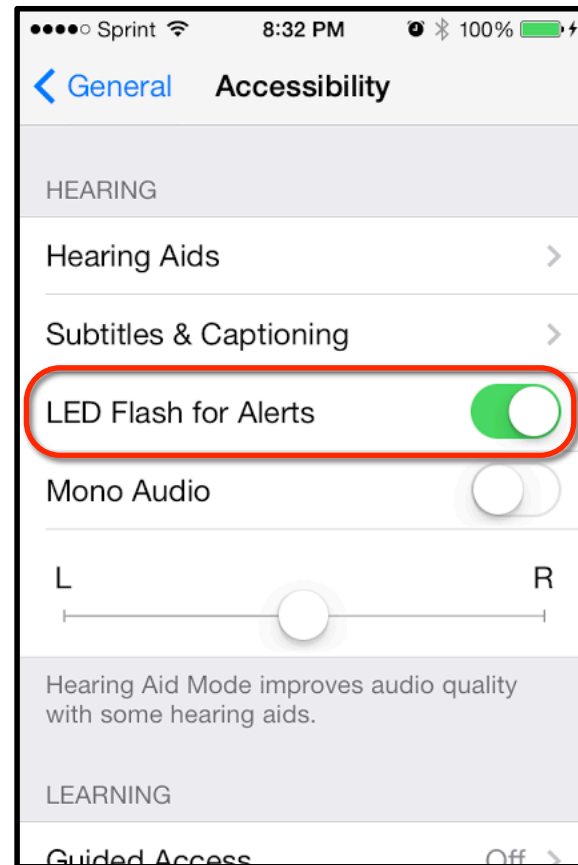 Sprint 8:32 PM 100%
General Accessibility
HEARING
Hearing Aids
Subtitles & Captioning
LED Flash for Alerts
Mono Audio
L R
Hearing Aid Mode improves audio quality
with some hearing aids.
LEARNING
Guided Access Off